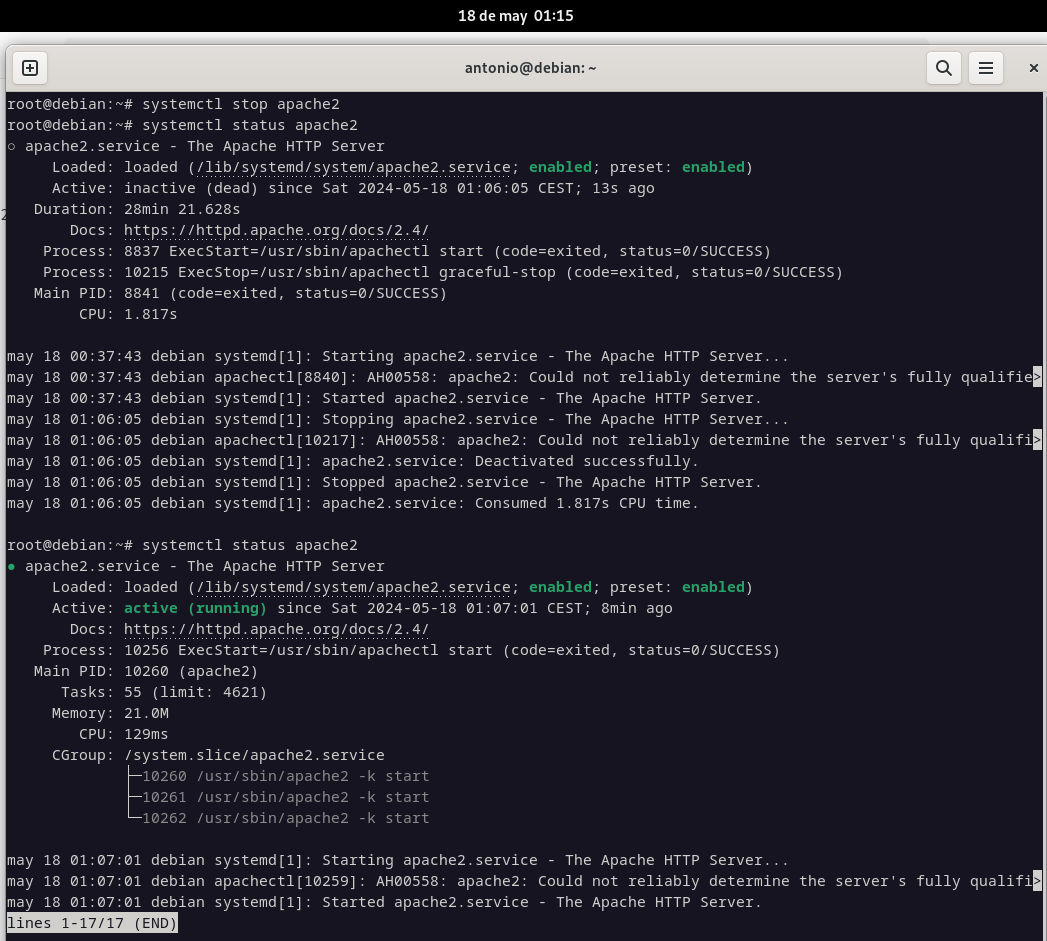 18 de may 01:15
antonio@debian: ~
root@debian:~# systemctl stop apache2
root@debian:~# systemctl status apache2
○ apache2.service - The Apache HTTP Server
     Loaded: loaded (/lib/systemd/system/apache2.service; enabled; preset: enabled)
     Active: inactive (dead) since Sat 2024-05-18 01:06:05 CEST; 13s ago
   Duration: 28min 21.628s
       Docs: https://httpd.apache.org/docs/2.4/
    Process: 8837 ExecStart=/usr/sbin/apachectl start (code=exited, status=0/SUCCESS)
    Process: 10215 ExecStop=/usr/sbin/apachectl graceful-stop (code=exited, status=0/SUCCESS)
   Main PID: 8841 (code=exited, status=0/SUCCESS)
        CPU: 1.817s
may 18 00:37:43 debian systemd[1]: Starting apache2.service - The Apache HTTP Server...
may 18 00:37:43 debian apachectl[8840]: AH00558: apache2: Could not reliably determine the server's fully qualifie>
may 18 00:37:43 debian systemd[1]: Started apache2.service - The Apache HTTP Server.
may 18 01:06:05 debian systemd[1]: Stopping apache2.service - The Apache HTTP Server...
may 18 01:06:05 debian apachectl[10217]: AH00558: apache2: Could not reliably determine the server's fully qualifi>
may 18 01:06:05 debian systemd[1]: apache2.service: Deactivated successfully.
may 18 01:06:05 debian systemd[1]: Stopped apache2.service - The Apache HTTP Server.
may 18 01:06:05 debian systemd[1]: apache2.service: Consumed 1.817s CPU time.
root@debian:~# systemctl status apache2
● apache2.service - The Apache HTTP Server
     Loaded: loaded (/lib/systemd/system/apache2.service; enabled; preset: enabled)
     Active: active (running) since Sat 2024-05-18 01:07:01 CEST; 8min ago
       Docs: https://httpd.apache.org/docs/2.4/
    Process: 10256 ExecStart=/usr/sbin/apachectl start (code=exited, status=0/SUCCESS)
   Main PID: 10260 (apache2)
      Tasks: 55 (limit: 4621)
     Memory: 21.0M
        CPU: 129ms
     CGroup: /system.slice/apache2.service
             ├─10260 /usr/sbin/apache2 -k start
             ├─10261 /usr/sbin/apache2 -k start
             └─10262 /usr/sbin/apache2 -k start
may 18 01:07:01 debian systemd[1]: Starting apache2.service - The Apache HTTP Server...
may 18 01:07:01 debian apachectl[10259]: AH00558: apache2: Could not reliably determine the server's fully qualifi>
may 18 01:07:01 debian systemd[1]: Started apache2.service - The Apache HTTP Server.
lines 1-17/17 (END)